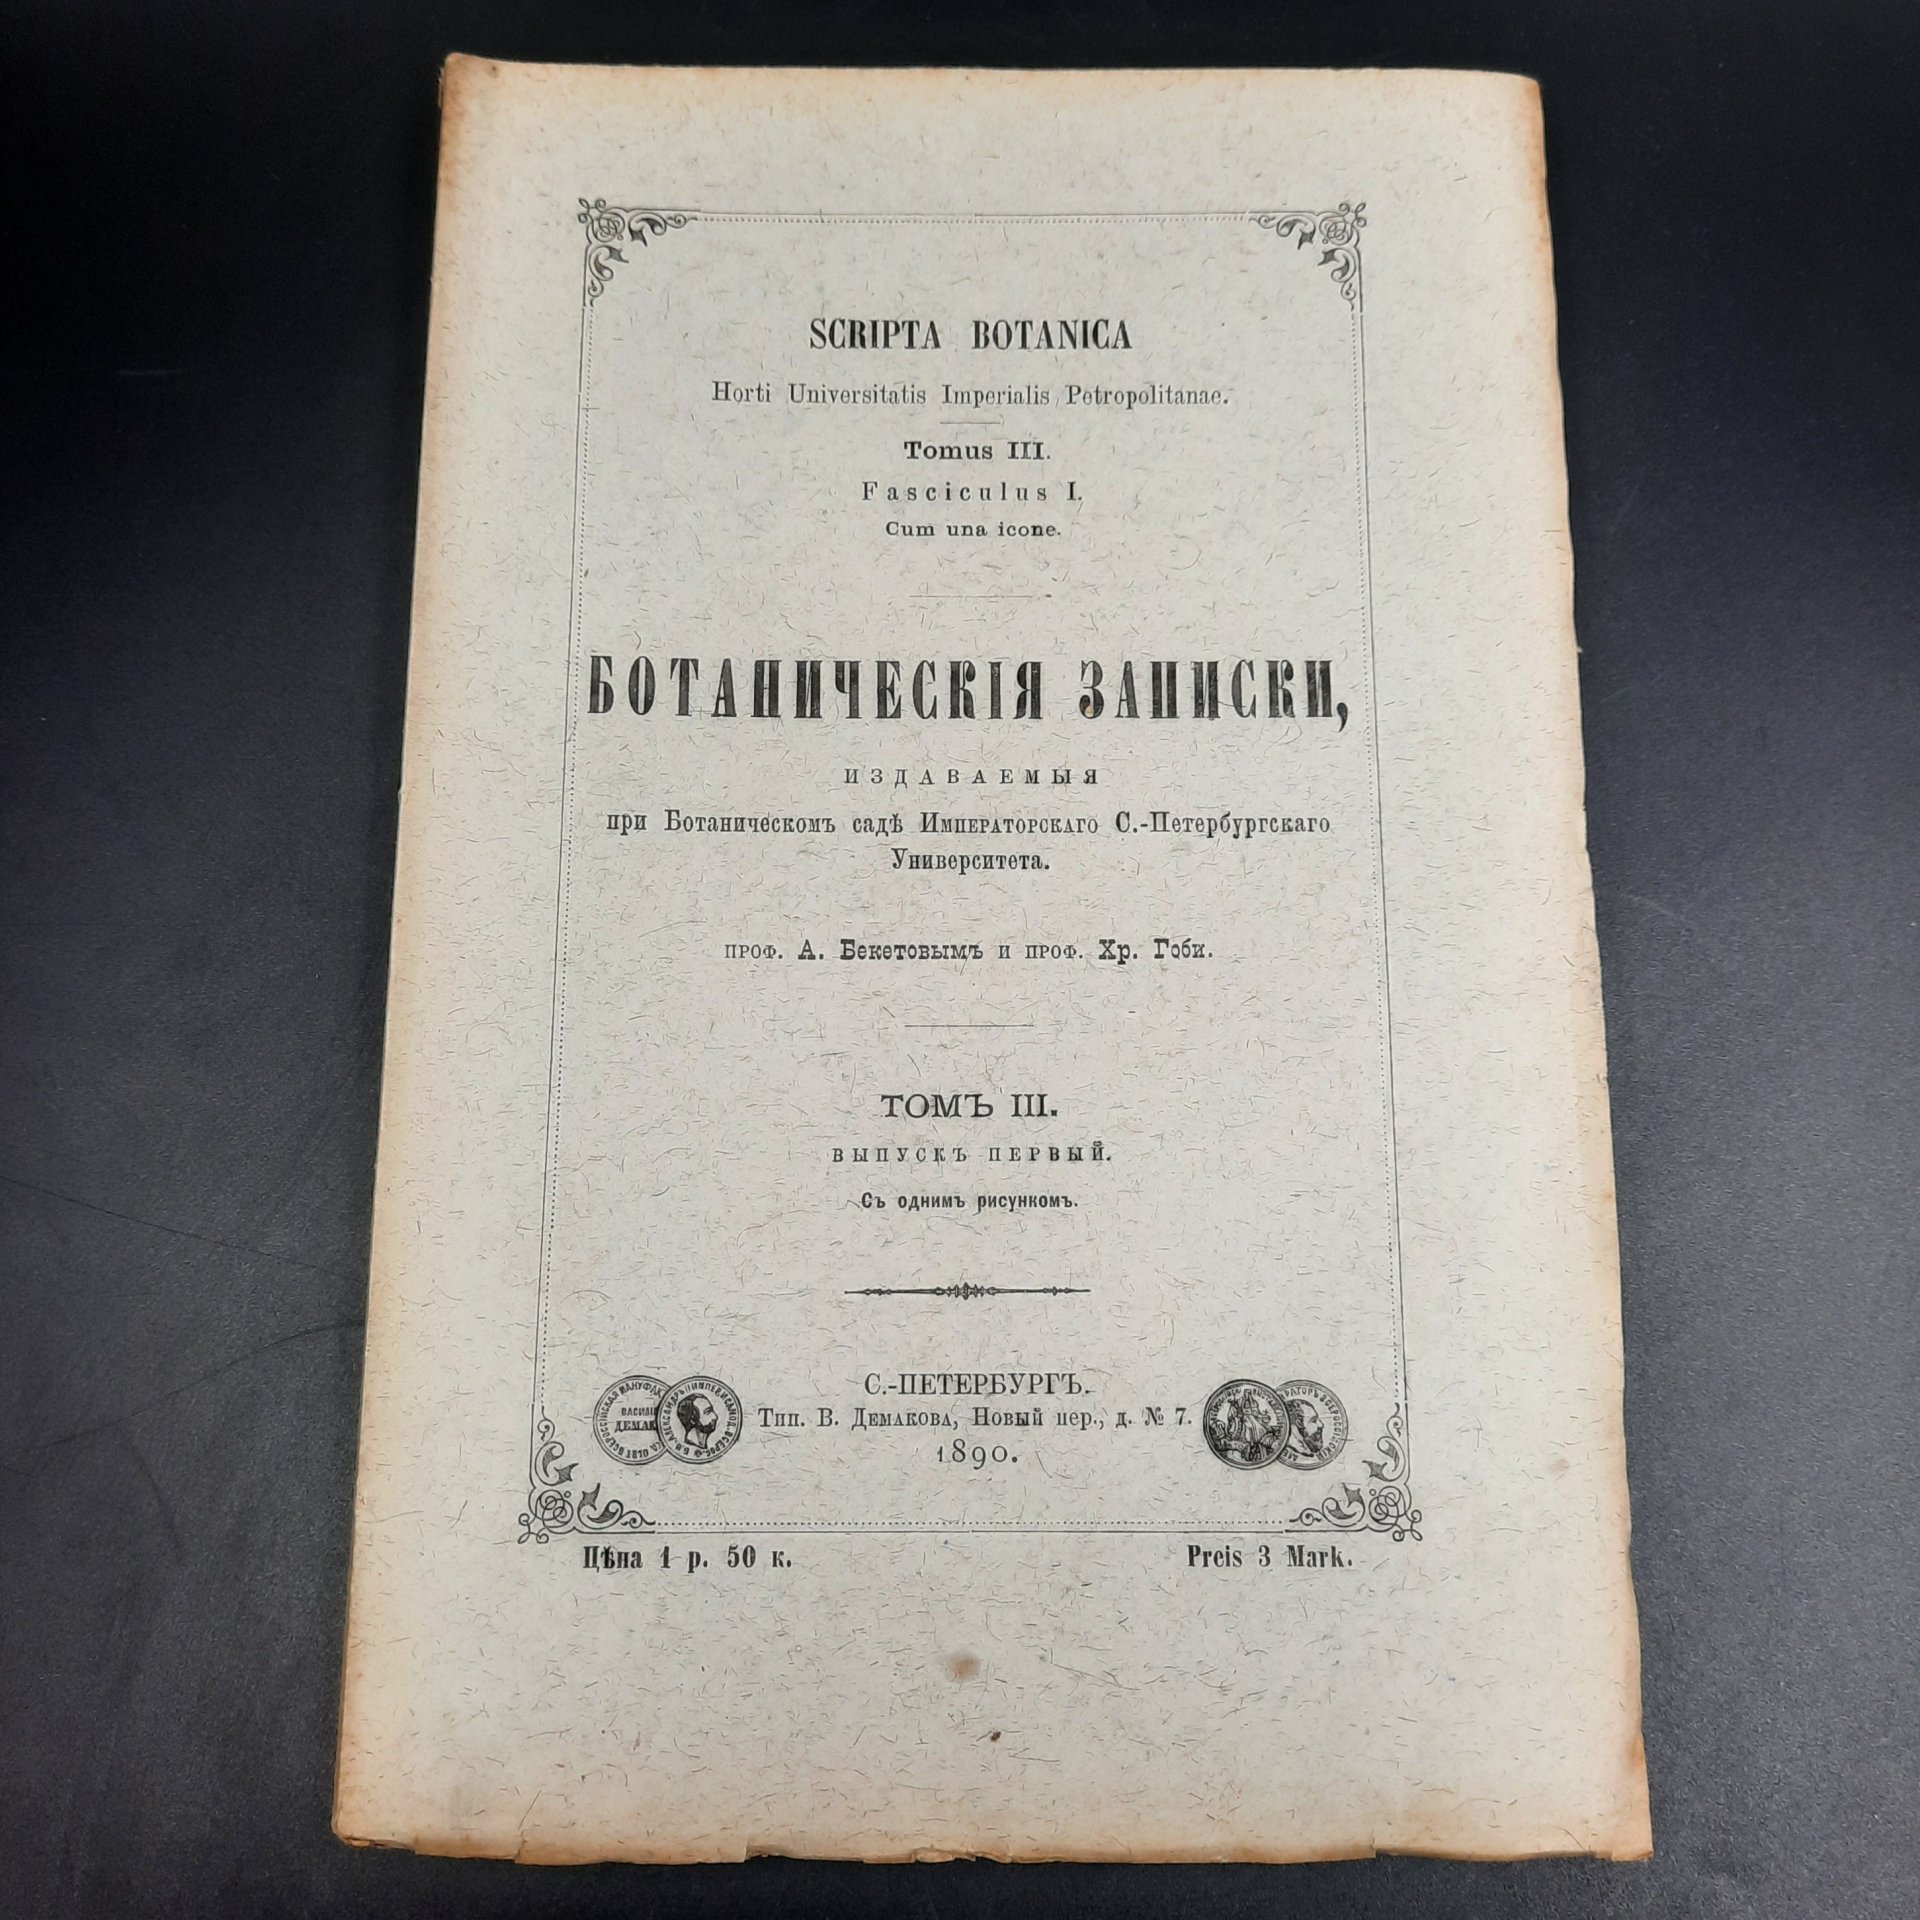 SCRIPTA BOTANICA
Horti Universitatis Imperialis Petropolitanae.
Tomus III.
Fasciculus I.
Cum una icone.
БОТАНИЧЕСКІЯ ЗАПИСКИ,
ИЗДАВАЕМЫЯ
при Ботаническомъ садѣ Императорскаго С.-Петербургскаго
Университета.
проф. А. Бекетовымъ и проф. Хр. Гоби.
ТОМЪ III.
ВЫПУСКЪ ПЕРВЫЙ.
Съ однимъ рисункомъ.
С.-ПЕТЕРБУРГЪ.
Тип. В. Демакова, Новый пер., д. № 7.
1890.
Цѣна 1 р. 50 к.
Preis 3 Mark.